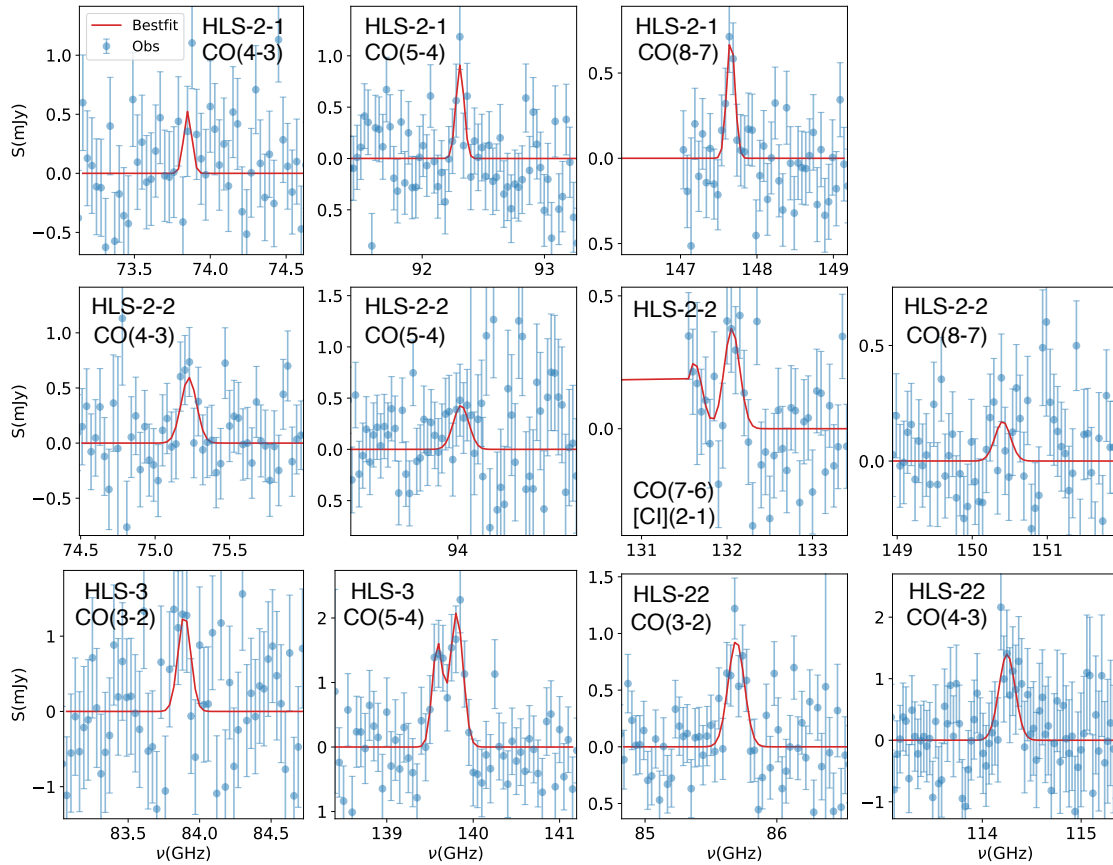 Bestfit
Obs
HLS-2-1
CO(4-3)
1.0
0.5
0.0
−0.5
S(mJy)
73.5 74.0 74.5
HLS-2-1
CO(5-4)
1.0
0.5
0.0
0.5
92 93
HLS-2-1
CO(8-7)
0.5
0.0
0.5
147 148 149
HLS-2-2
CO(4-3)
1.0
0.5
0.0
−0.5
S(mJy)
74.5 75.0 75.5
HLS-2-2
CO(5-4)
1.5
1.0
0.5
0.0
0.5
94
HLS-2-2
0.5
0.0
CO(7-6)
[CI](2-1)
131 132 133
HLS-2-2
CO(8-7)
0.5
0.0
149 150 151
HLS-3
CO(3-2)
1
0
−1
S(mJy)
83.5 84.0 84.5
ν(GHz)
HLS-3
CO(5-4)
2
1
0
1
139 140 141
ν(GHz)
HLS-22
CO(3-2)
1.5
1.0
0.5
0.0
0.5
85 86
ν(GHz)
HLS-22
CO(4-3)
2
1
0
−1
114 115
ν(GHz)